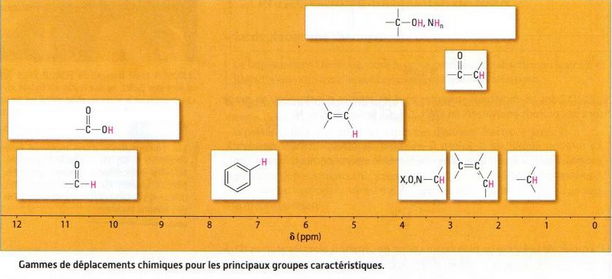 –C–OH, NHn
O
–C–CH
O
–C–OH
C=C
H
O
–C–H
H
X,O,N–CH
C=C
CH
–CH
12 11 10 9 8 7 6 5 4 3 2 1 0
δ (ppm)
Gammes de déplacements chimiques pour les principaux groupes caractéristiques.